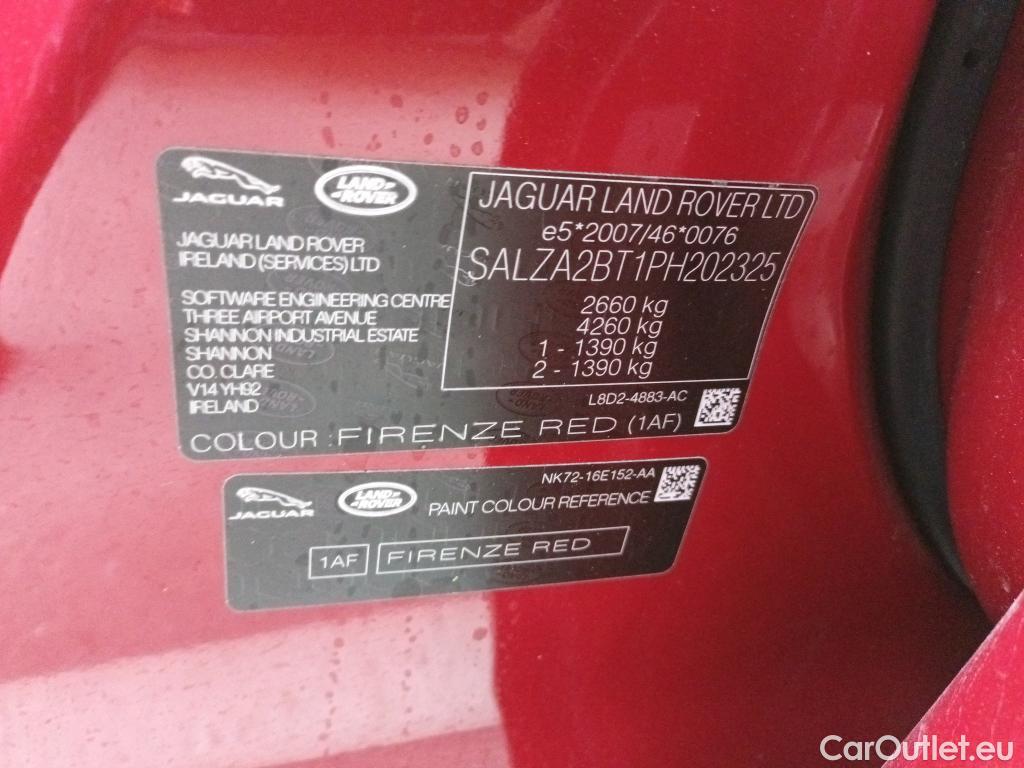 JAGUAR
LAND ROVER
JAGUAR LAND ROVER
IRELAND (SERVICES) LTD
SOFTWARE ENGINEERING CENTRE
THREE AIRPORT AVENUE
SHANNON INDUSTRIAL ESTATE
SHANNON
CO. CLARE
V14 YH92
IRELAND
JAGUAR LAND ROVER LTD
e5*2007/46*0076
SALZA2BT1PH202325
2660 kg
4260 kg
1 - 1390 kg
2 - 1390 kg
L8D2-4883-AC
COLOUR : FIRENZE RED (1AF)
JAGUAR
LAND ROVER
NK72-16E152-AA
PAINT COLOUR REFERENCE
1AF FIRENZE RED
CarOutlet.eu